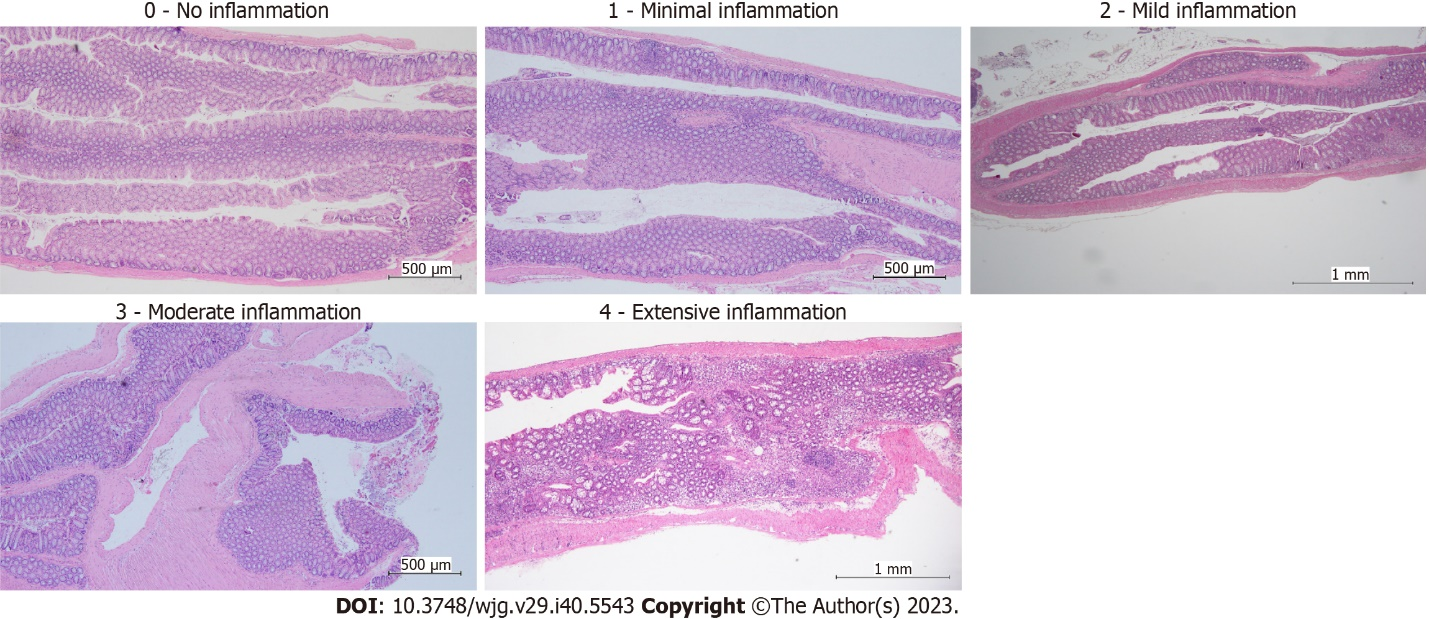 0 - No inflammation
1 - Minimal inflammation
2 - Mild inflammation
500 µm
500 µm
1 mm
3 - Moderate inflammation
4 - Extensive inflammation
500 µm
1 mm
DOI: 10.3748/wjg.v29.i40.5543 Copyright ©The Author(s) 2023.